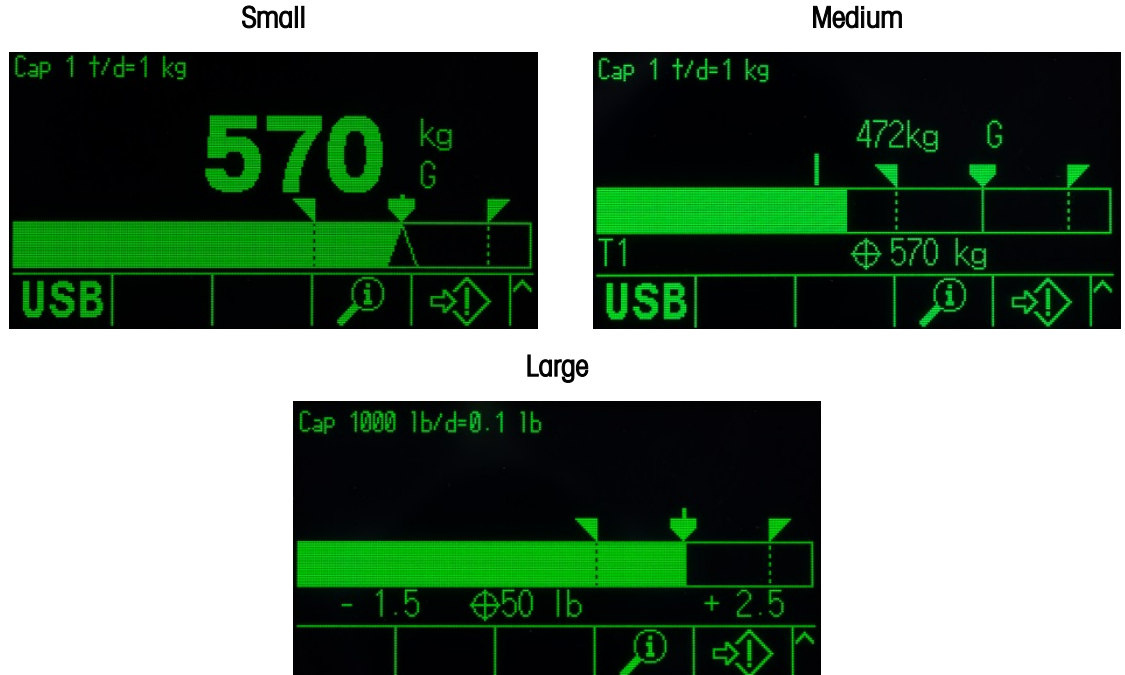 Small
Cap 1 t/d=1 kg
570 kg
G
USB
Medium
Cap 1 t/d=1 kg
472kg G
T1 570 kg
USB
Large
Cap 1000 lb/d=0.1 lb
- 1.5 50 lb + 2.5